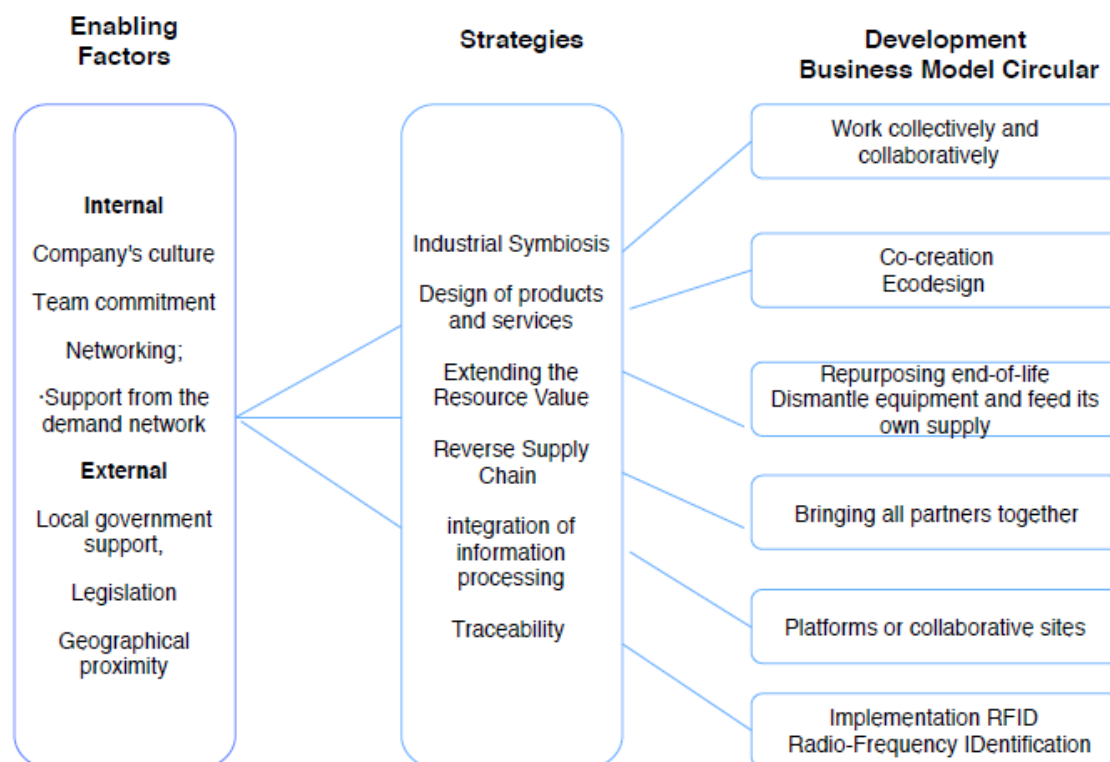 Enabling
Factors
Internal
Company's culture
Team commitment
Networking;
·Support from the
demand network
External
Local government
support,
Legislation
Geographical
proximity
Strategies
Industrial Symbiosis
Design of products
and services
Extending the
Resource Value
Reverse Supply
Chain
integration of
information
processing
Traceability
Development
Business Model Circular
Work collectively and
collaboratively
Co-creation
Ecodesign
Repurposing end-of-life
Dismantle equipment and feed its
own supply
Bringing all partners together
Platforms or collaborative sites
Implementation RFID
Radio-Frequency IDentification